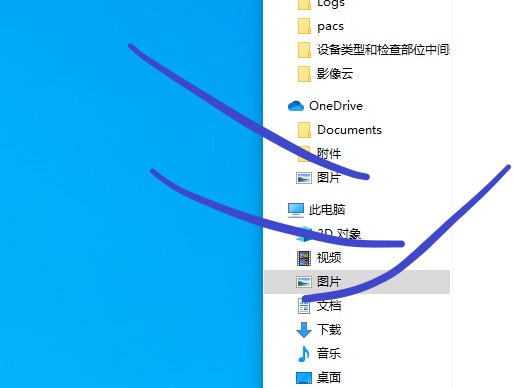 Logs
pacs
设备类型和检查部位中间
影像云
OneDrive
Documents
附件
图片
此电脑
3D 对象
视频
图片
文档
下载
音乐
桌面